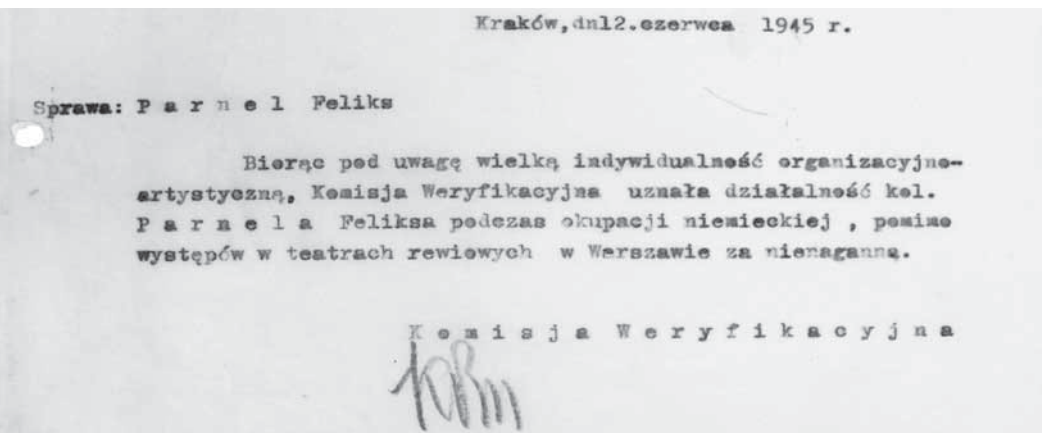 Kraków,dn12.czerwca 1945 r.
Sprawa: P a r n e l Feliks
Biorąc pod uwagę wielką indywidualność organizacyjno-
artystyczną, Komisja Weryfikacyjna uznała działalność kol.
P a r n e l a Feliksa podczas okupacji niemieckiej , pomimo
występów w teatrach rewiowych w Warszawie za nienaganną.
K o m i s j a W e r y f i k a c y j n a